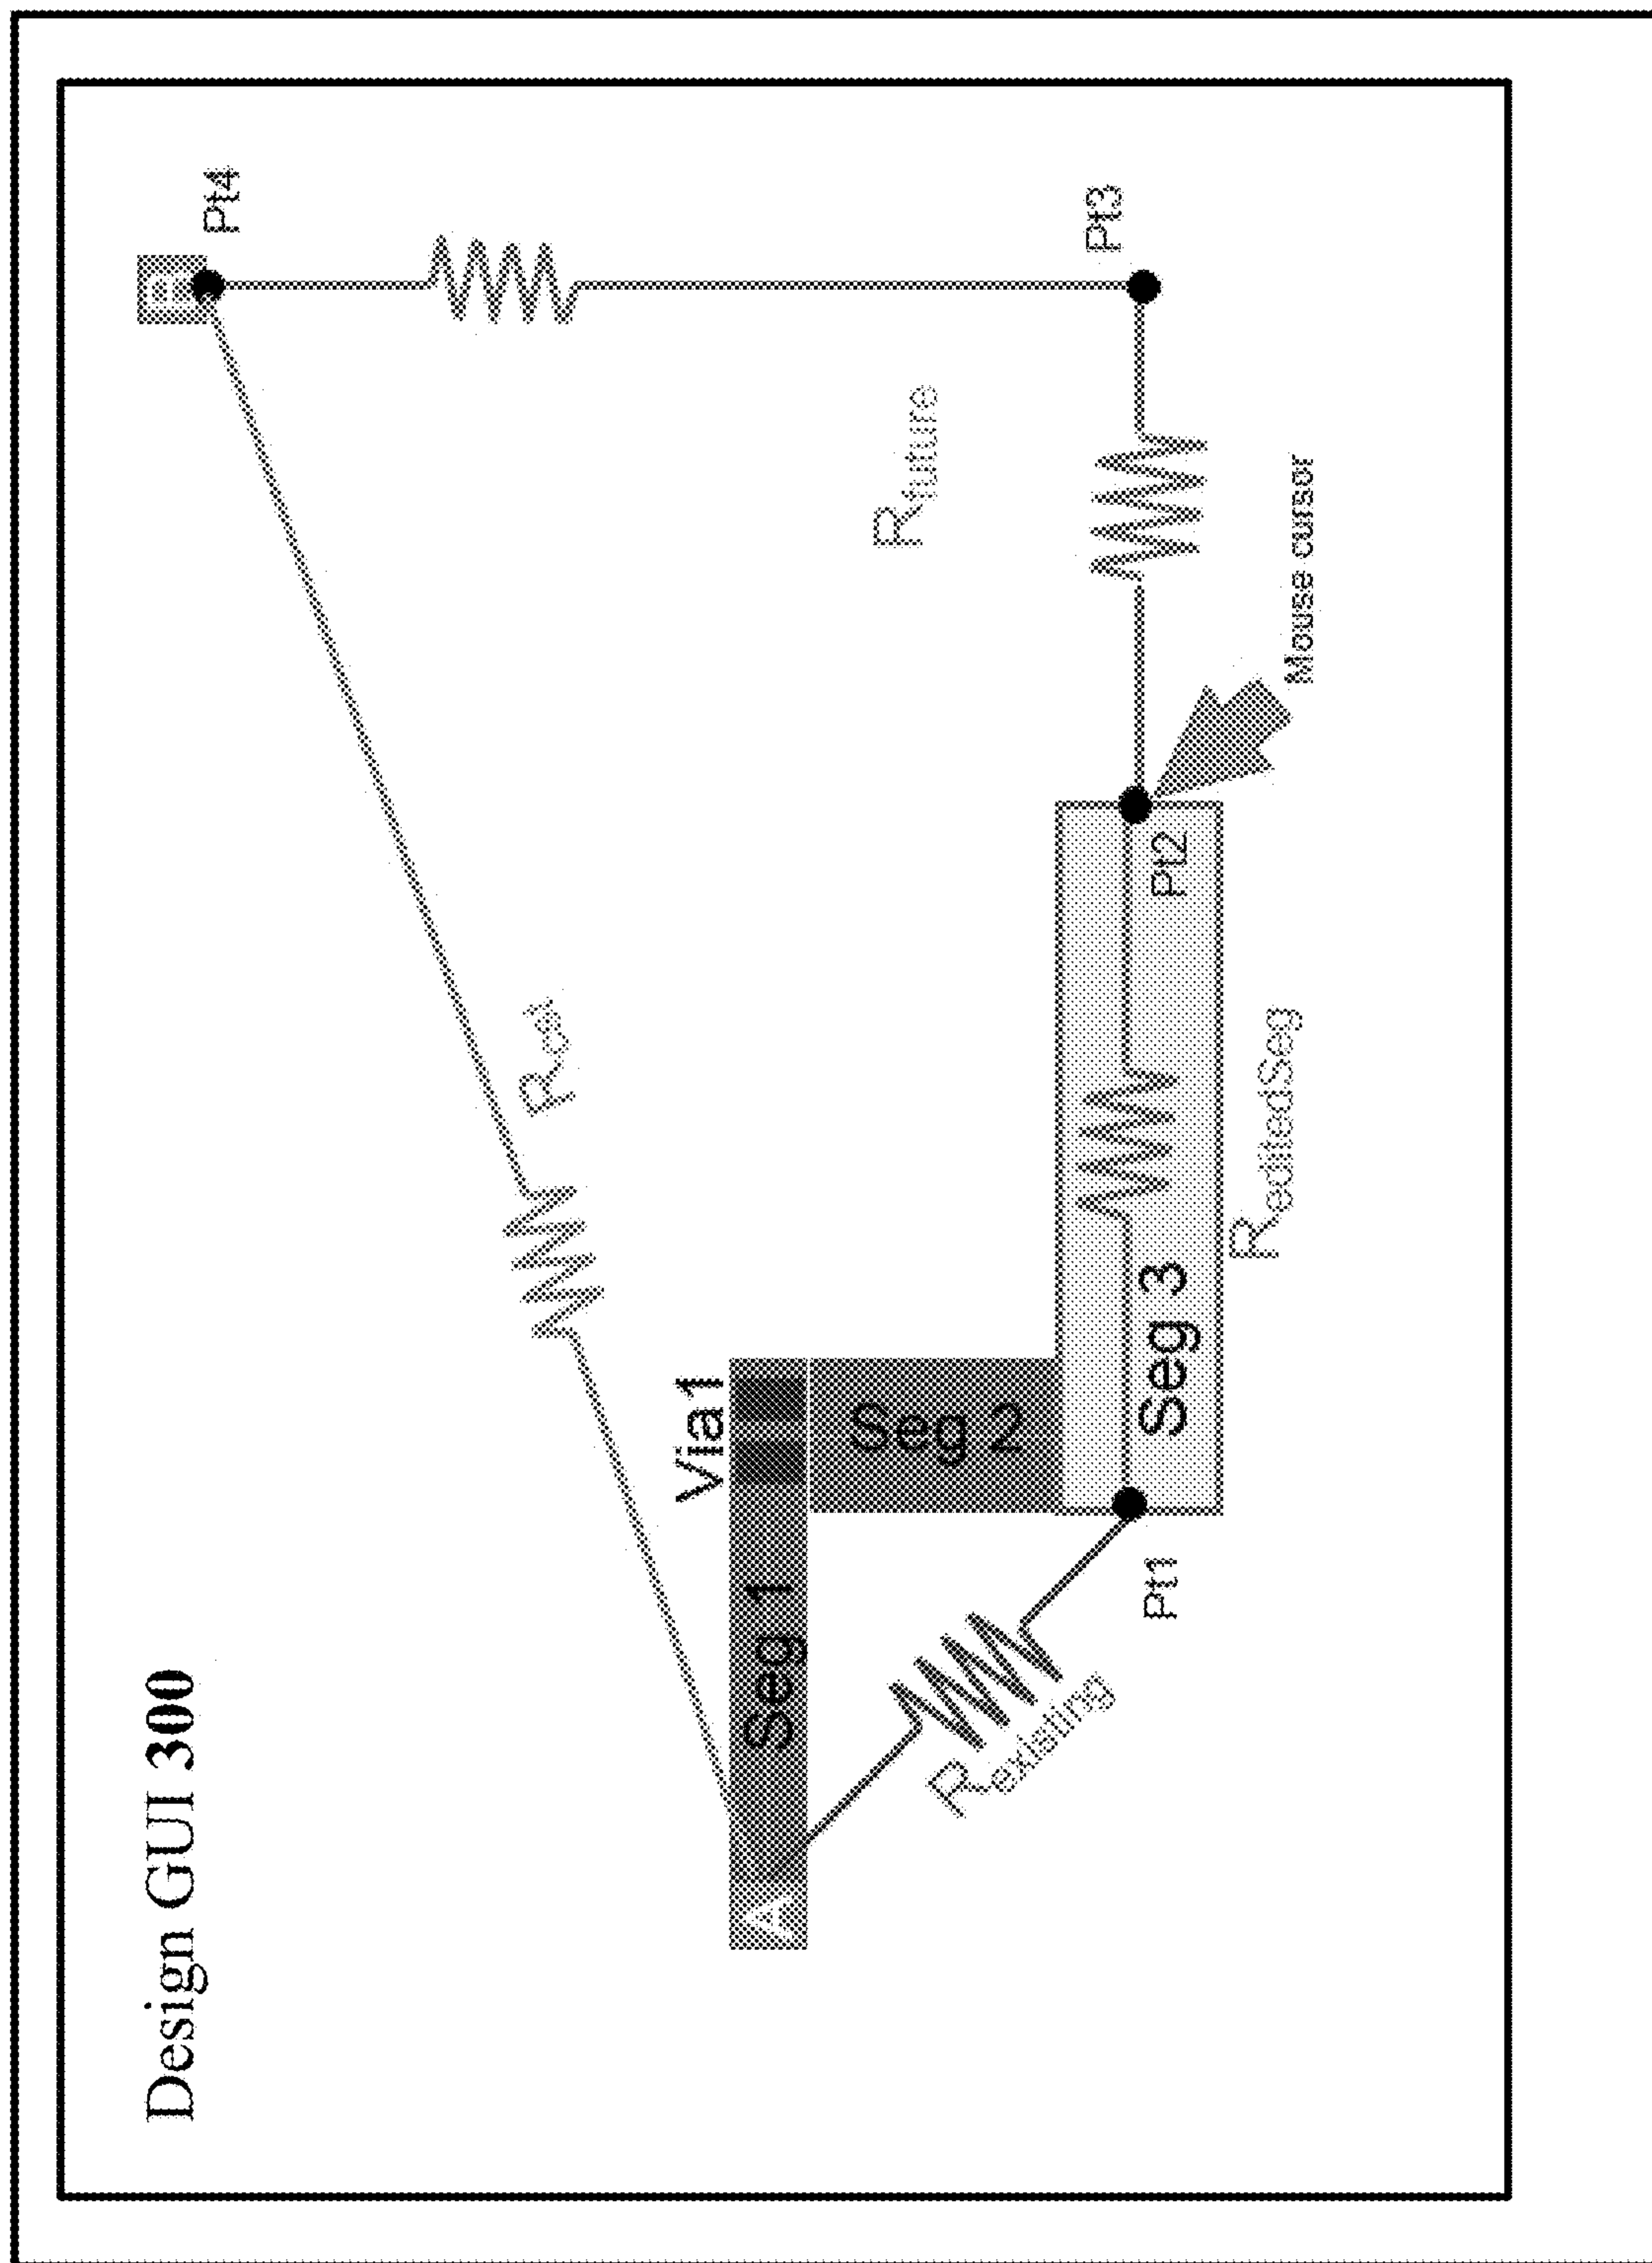 Design GUI 300
Pt4
B
Rest
Rfuture
Pt3
Via1
A
Seg 1
Seg 2
Seg 3
Pt2
Mouse cursor
Rexisting
Pt1
ReditedSeg